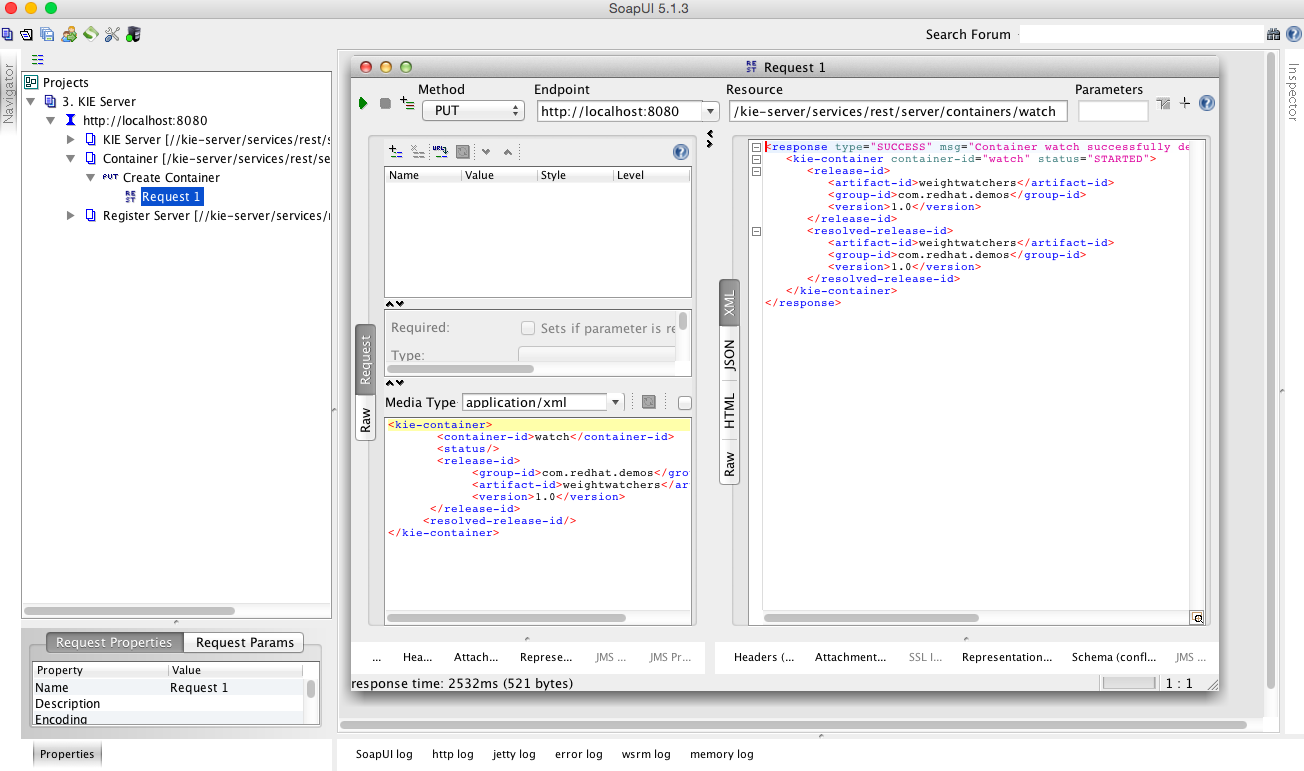 SoapUI 5.1.3
Search Forum
Navigator
Projects
3. KIE Server
http://localhost:8080
KIE Server [//kie-server/services/rest/s
Container [/kie-server/services/rest/se
PUT Create Container
REST Request 1
Register Server [//kie-server/services/r
Request Properties Request Params
Property Value
Name Request 1
Description
Encoding
Properties
REST Request 1
Method Endpoint Resource Parameters
PUT http://localhost:8080 /kie-server/services/rest/server/containers/watch
Name Value Style Level
Required: Sets if parameter is re
Type:
Request
Raw
Media Type application/xml
<kie-container>
<container-id>watch</container-id>
<status/>
<release-id>
<group-id>com.redhat.demos</grou
<artifact-id>weightwatchers</ar
<version>1.0</version>
</release-id>
<resolved-release-id/>
</kie-container>
XML
JSON
HTML
Raw
<response type="SUCCESS" msg="Container watch successfully de
<kie-container container-id="watch" status="STARTED">
<release-id>
<artifact-id>weightwatchers</artifact-id>
<group-id>com.redhat.demos</group-id>
<version>1.0</version>
</release-id>
<resolved-release-id>
<artifact-id>weightwatchers</artifact-id>
<group-id>com.redhat.demos</group-id>
<version>1.0</version>
</resolved-release-id>
</kie-container>
</response>
... Hea... Attach... Represe... JMS ... JMS Pr...
Headers (... Attachment... SSL I... Representation... Schema (confl... JMS ...
response time: 2532ms (521 bytes)
1 : 1
SoapUI log http log jetty log error log wsrm log memory log
Inspector